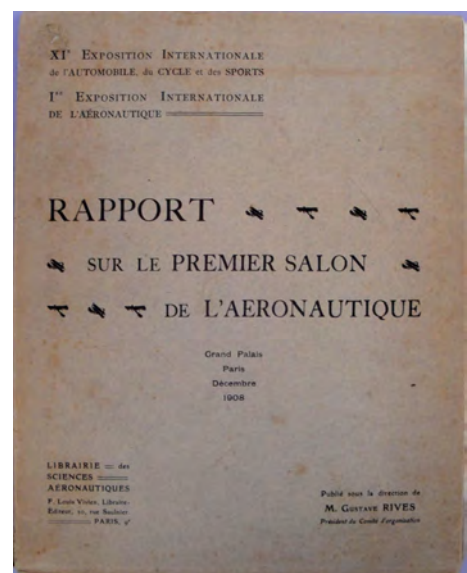 XIᵉ EXPOSITION INTERNATIONALE
de l'AUTOMOBILE, du CYCLE et des SPORTS
Iʳᵉ EXPOSITION INTERNATIONALE
DE L'AÉRONAUTIQUE
RAPPORT
SUR LE PREMIER SALON
DE L'AERONAUTIQUE
Grand Palais
Paris
Décembre
1908
LIBRAIRIE des
SCIENCES
AERONAUTIQUES
F. Louis Vivien, Libraire-
Editeur, 20, rue Saulnier
PARIS, 9ᵉ
Publié sous la direction de
M. GUSTAVE RIVES
Président du Comité d'organisation